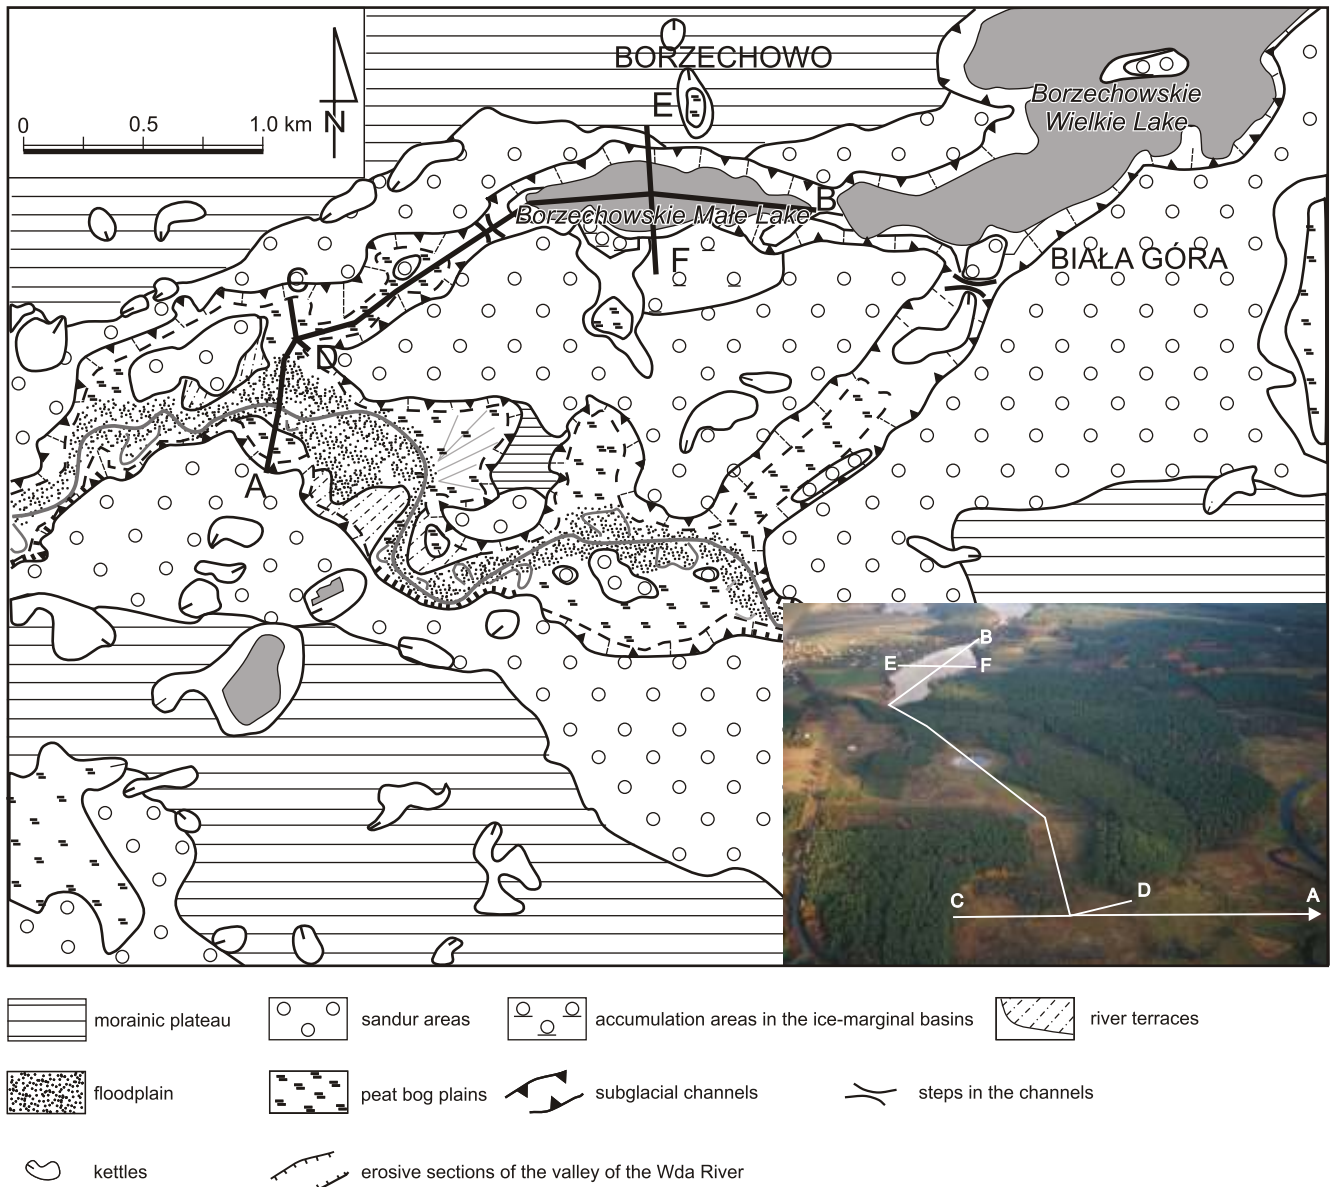 BORZECHOWO
E
Borzechowskie
Wielkie Lake
0 0.5 1.0 km
N
B
Borzechowskie Małe Lake
F
BIAŁA GÓRA
C
D
A
B
E F
C D A
morainic plateau
sandur areas
accumulation areas in the ice-marginal basins
river terraces
floodplain
peat bog plains
subglacial channels
steps in the channels
kettles
erosive sections of the valley of the Wda River